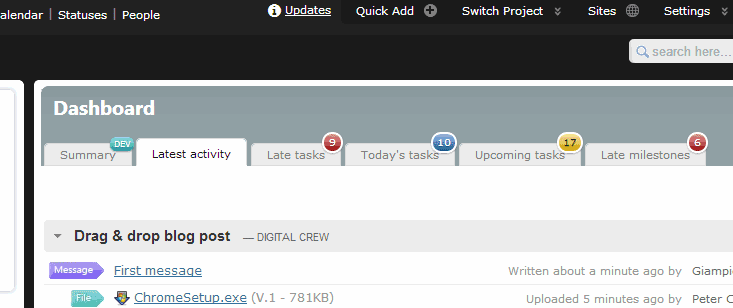 alendar | Statuses | People
Updates Quick Add Switch Project Sites Settings
search here...
Dashboard
Summary DEV Latest activity Late tasks 9 Today's tasks 10 Upcoming tasks 17 Late milestones 6
Drag & drop blog post — DIGITAL CREW
Message First message Written about a minute ago by Giampi
File ChromeSetup.exe (V.1 - 781KB) Uploaded 5 minutes ago by Peter C